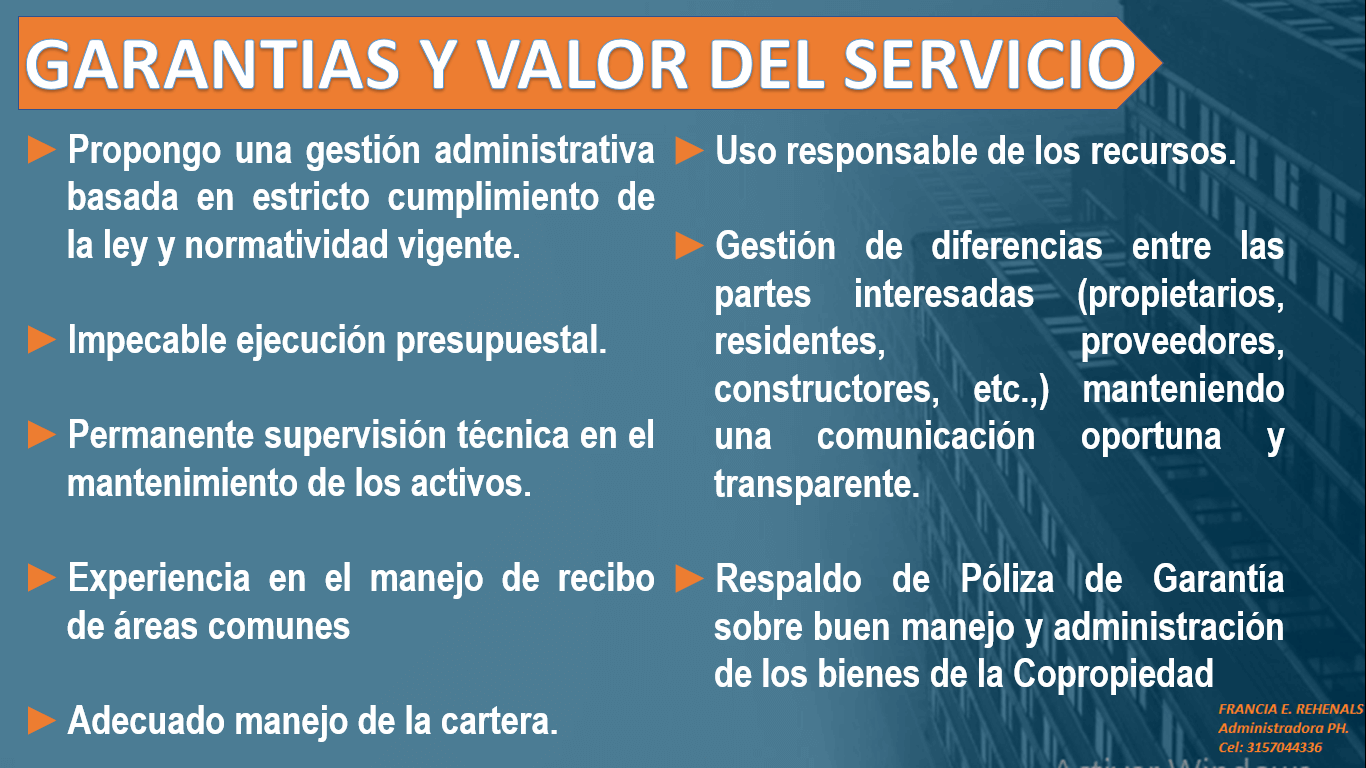 GARANTIAS Y VALOR DEL SERVICIO
Propongo una gestión administrativa
basada en estricto cumplimiento de
la ley y normatividad vigente.
Impecable ejecución presupuestal.
Permanente supervisión técnica en el
mantenimiento de los activos.
Experiencia en el manejo de recibo
de áreas comunes
Adecuado manejo de la cartera.
Uso responsable de los recursos.
Gestión de diferencias entre las
partes interesadas (propietarios,
residentes, proveedores,
constructores, etc.,) manteniendo
una comunicación oportuna y
transparente.
Respaldo de Póliza de Garantía
sobre buen manejo y administración
de los bienes de la Copropiedad
FRANCIA E. REHENALS
Administradora PH.
Cel: 3157044336
Activar Windows